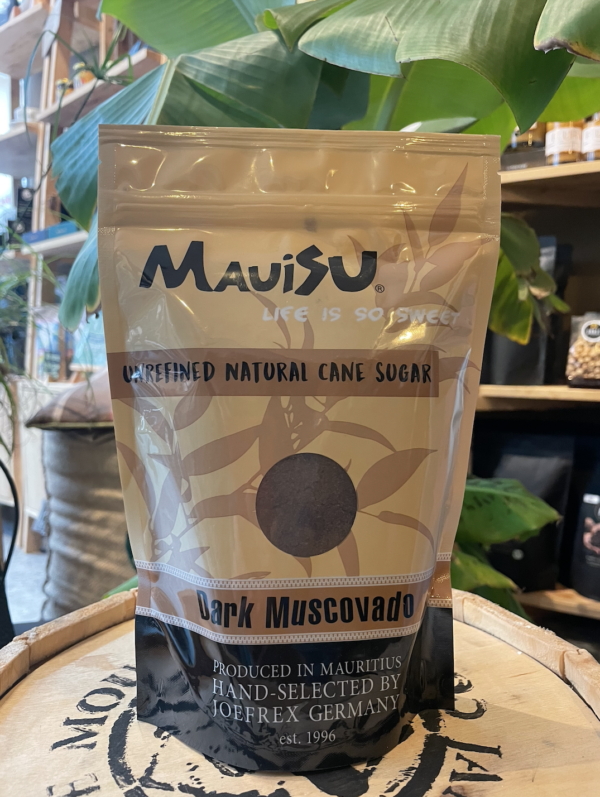 MAUISU®
LIFE IS SO SWEET
UNREFINED NATURAL CANE SUGAR
Dark Muscovado
PRODUCED IN MAURITIUS
HAND-SELECTED BY
JOEFREX GERMANY
est. 1996